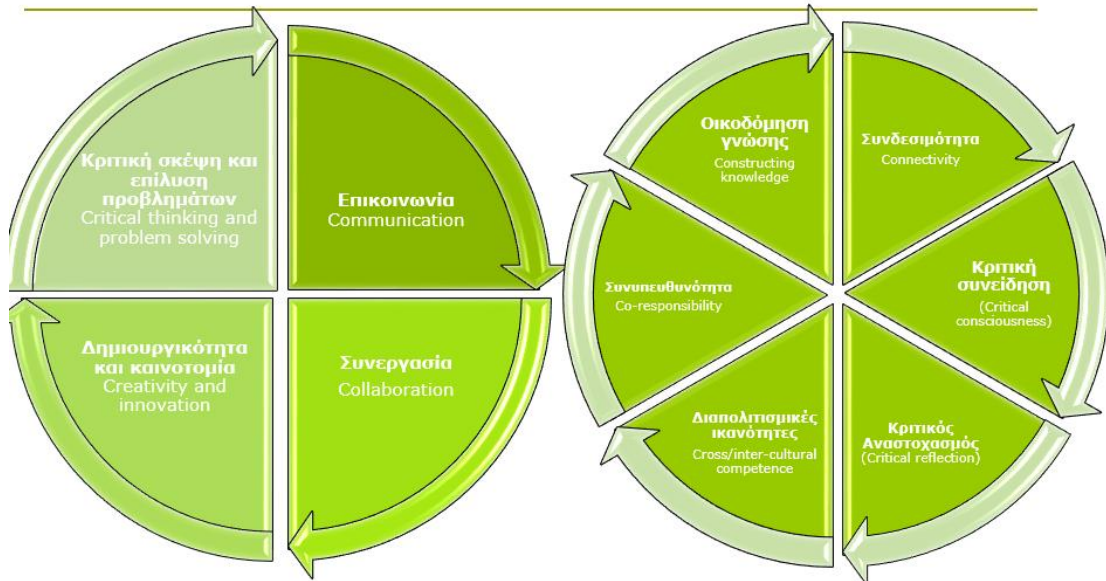 Κριτική σκέψη και
επίλυση
προβλημάτων
Critical thinking and
problem solving
Επικοινωνία
Communication
Δημιουργικότητα
και καινοτομία
Creativity and
innovation
Συνεργασία
Collaboration
Οικοδόμηση
γνώσης
Constructing
knowledge
Συνδεσιμότητα
Connectivity
Κριτική
συνείδηση
(Critical
consciousness)
Κριτικός
Αναστοχασμός
(Critical reflection)
Διαπολιτισμικές
ικανότητες
Cross/inter-cultural
competence
Συνυπευθυνότητα
Co-responsibility